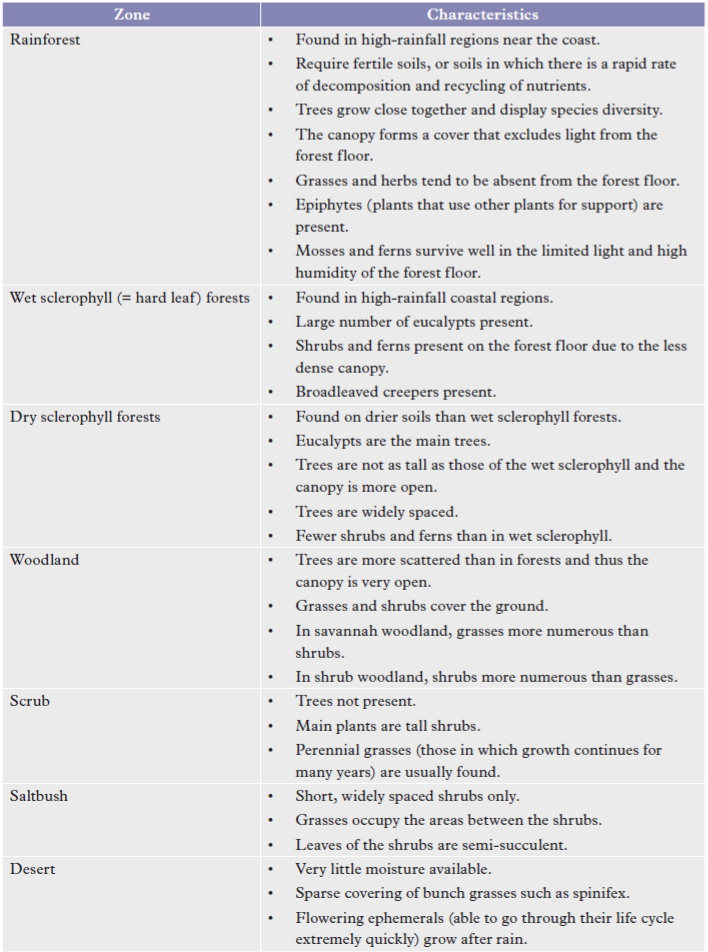 Zone
Characteristics
Rainforest
• Found in high-rainfall regions near the coast.
• Require fertile soils, or soils in which there is a rapid rate
of decomposition and recycling of nutrients.
• Trees grow close together and display species diversity.
• The canopy forms a cover that excludes light from the
forest floor.
• Grasses and herbs tend to be absent from the forest floor.
• Epiphytes (plants that use other plants for support) are
present.
• Mosses and ferns survive well in the limited light and high
humidity of the forest floor.
Wet sclerophyll (= hard leaf) forests
• Found in high-rainfall coastal regions.
• Large number of eucalypts present.
• Shrubs and ferns present on the forest floor due to the less
dense canopy.
• Broadleaved creepers present.
Dry sclerophyll forests
• Found on drier soils than wet sclerophyll forests.
• Eucalypts are the main trees.
• Trees are not as tall as those of the wet sclerophyll and the
canopy is more open.
• Trees are widely spaced.
• Fewer shrubs and ferns than in wet sclerophyll.
Woodland
• Trees are more scattered than in forests and thus the
canopy is very open.
• Grasses and shrubs cover the ground.
• In savannah woodland, grasses more numerous than
shrubs.
• In shrub woodland, shrubs more numerous than grasses.
Scrub
• Trees not present.
• Main plants are tall shrubs.
• Perennial grasses (those in which growth continues for
many years) are usually found.
Saltbush
• Short, widely spaced shrubs only.
• Grasses occupy the areas between the shrubs.
• Leaves of the shrubs are semi-succulent.
Desert
• Very little moisture available.
• Sparse covering of bunch grasses such as spinifex.
• Flowering ephemerals (able to go through their life cycle
extremely quickly) grow after rain.